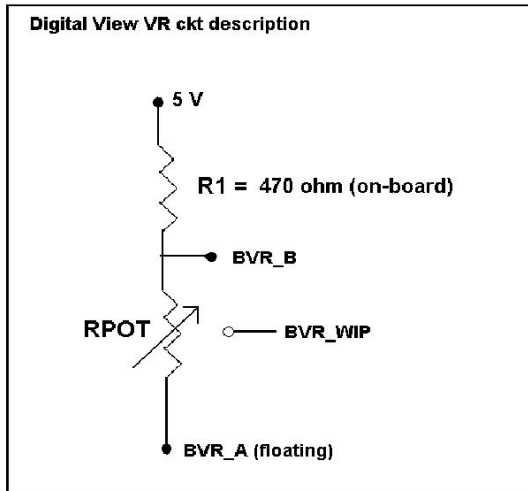 Digital View VR ckt description
5 V
R1 = 470 ohm (on-board)
BVR_B
RPOT
BVR_WIP
BVR_A (floating)